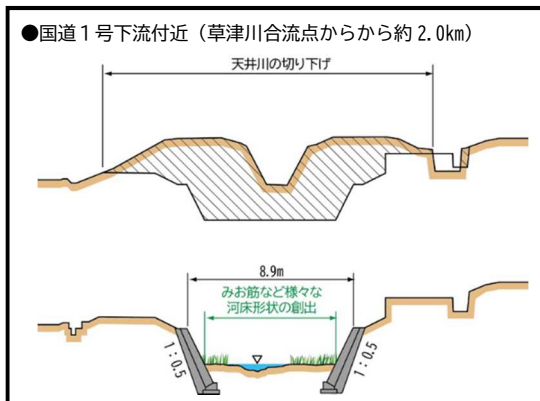 ●国道１号下流付近（草津川合流点からから約 2.0km）
天井川の切り下げ
8.9m
みお筋など様々な
河床形状の創出
1：0.5
1：0.5